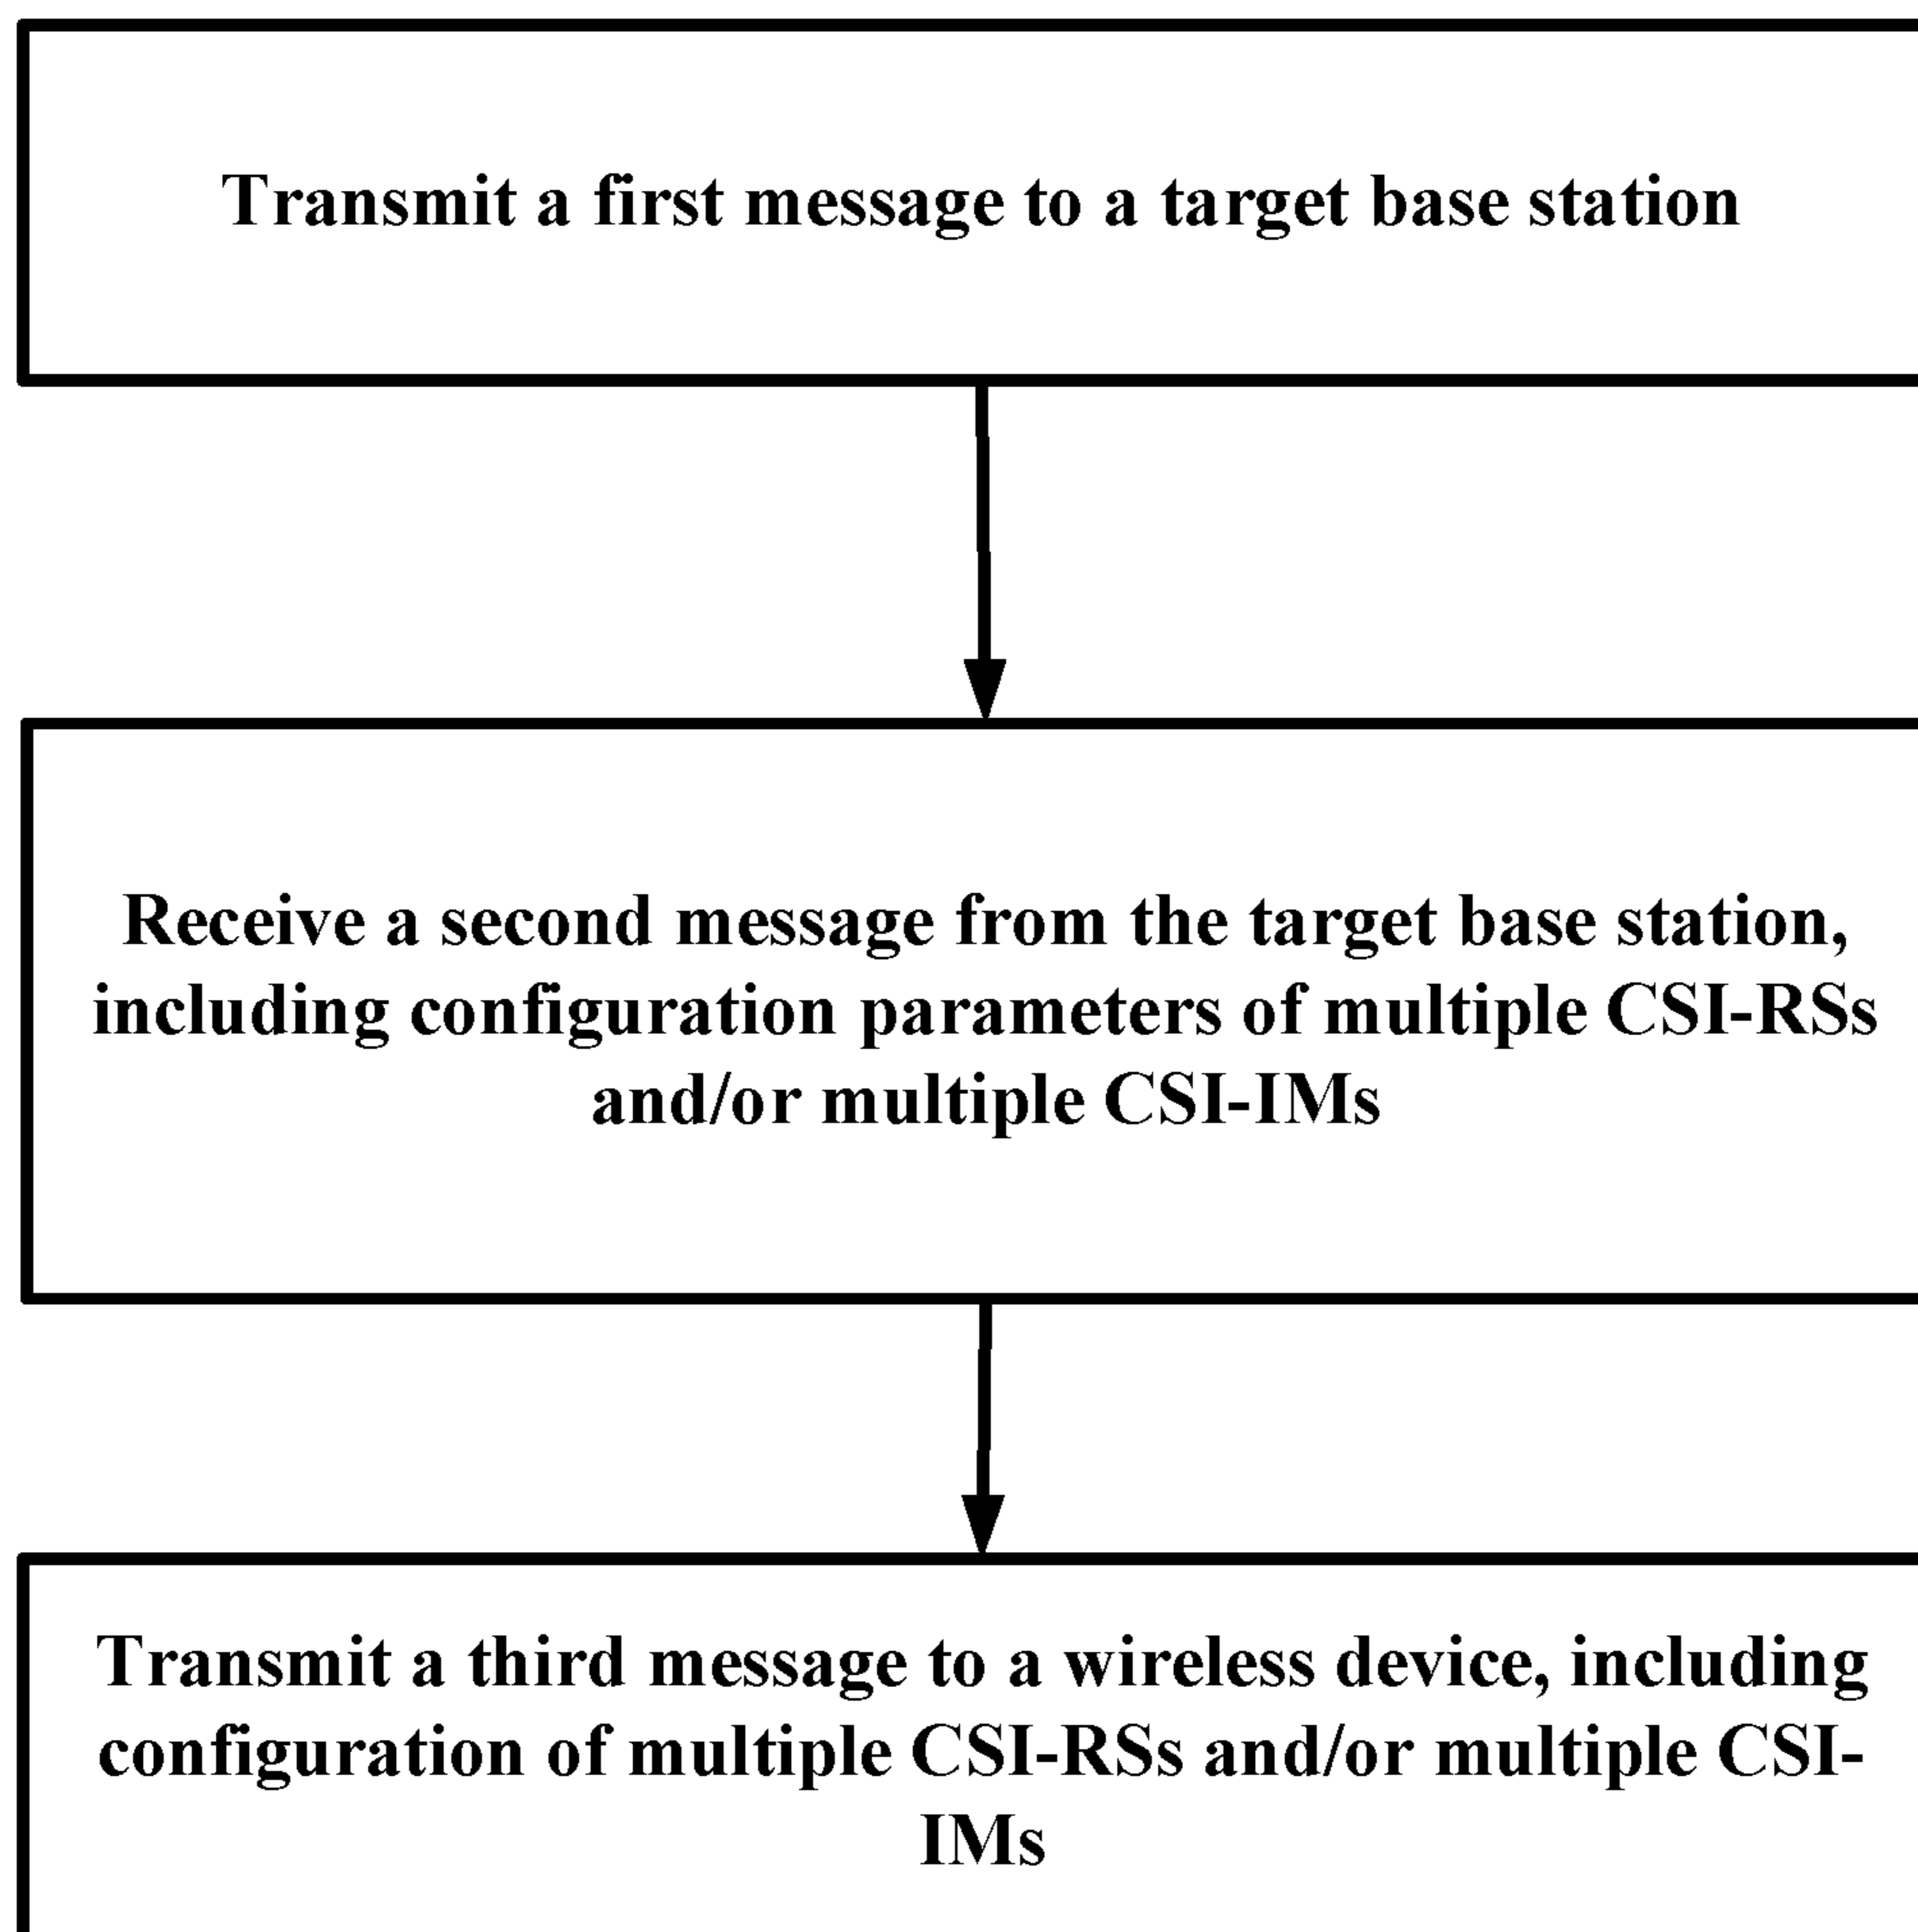 Transmit a first message to a target base station
Receive a second message from the target base station,
including configuration parameters of multiple CSI-RSs
and/or multiple CSI-IMs
Transmit a third message to a wireless device, including
configuration of multiple CSI-RSs and/or multiple CSI-
IMs